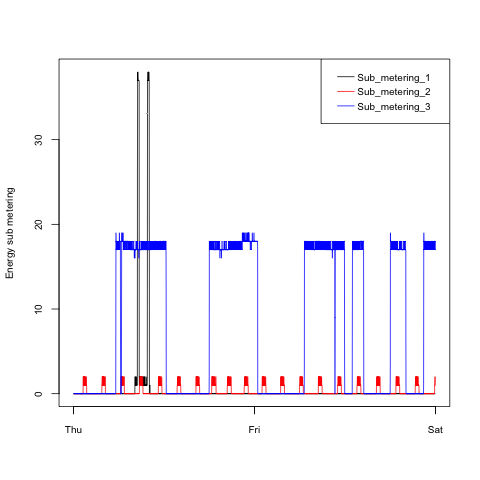 Sub_metering_1
Sub_metering_2
Sub_metering_3
Energy sub metering
30
20
10
0
Thu
Fri
Sat